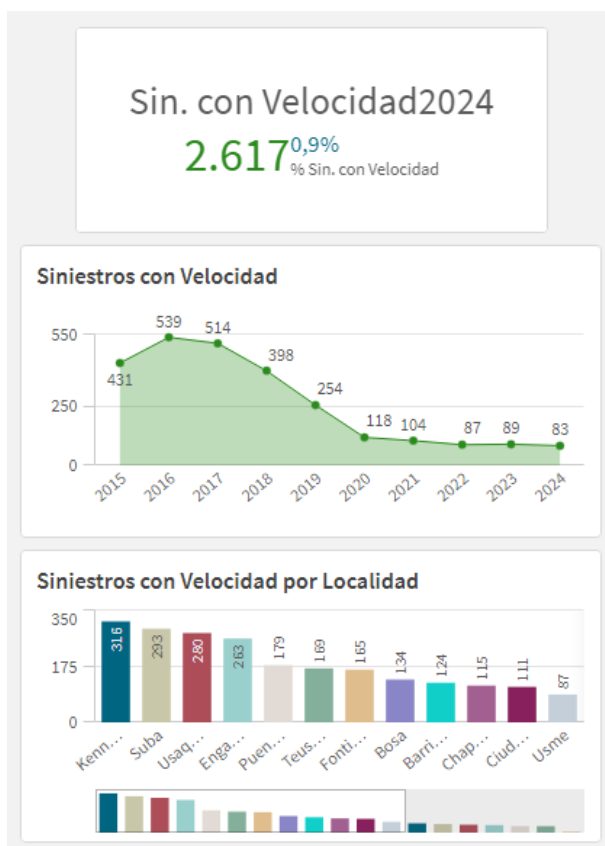 Sin. con Velocidad2024
2.617 0,9%
% Sin. con Velocidad
Siniestros con Velocidad
550
250
0
431
539
514
398
254
118
104
87
89
83
2015
2016
2017
2018
2019
2020
2021
2022
2023
2024
Siniestros con Velocidad por Localidad
350
175
0
316
293
280
263
179
169
165
134
124
115
111
87
Kenn...
Suba
Usaq...
Enga...
Puen...
Teus...
Fonti...
Bosa
Barri...
Chap...
Ciud...
Usme